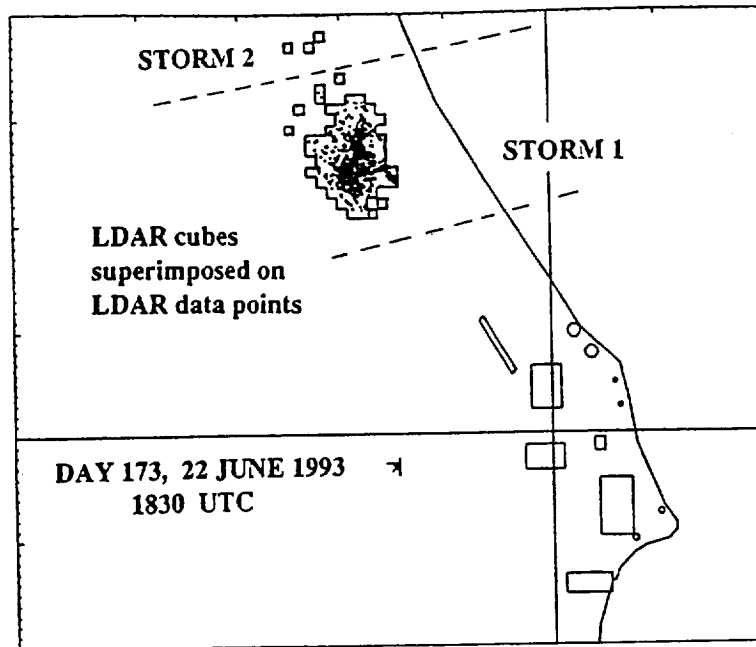 STORM 2
STORM 1
LDAR cubes
superimposed on
LDAR data points
DAY 173, 22 JUNE 1993
1830 UTC